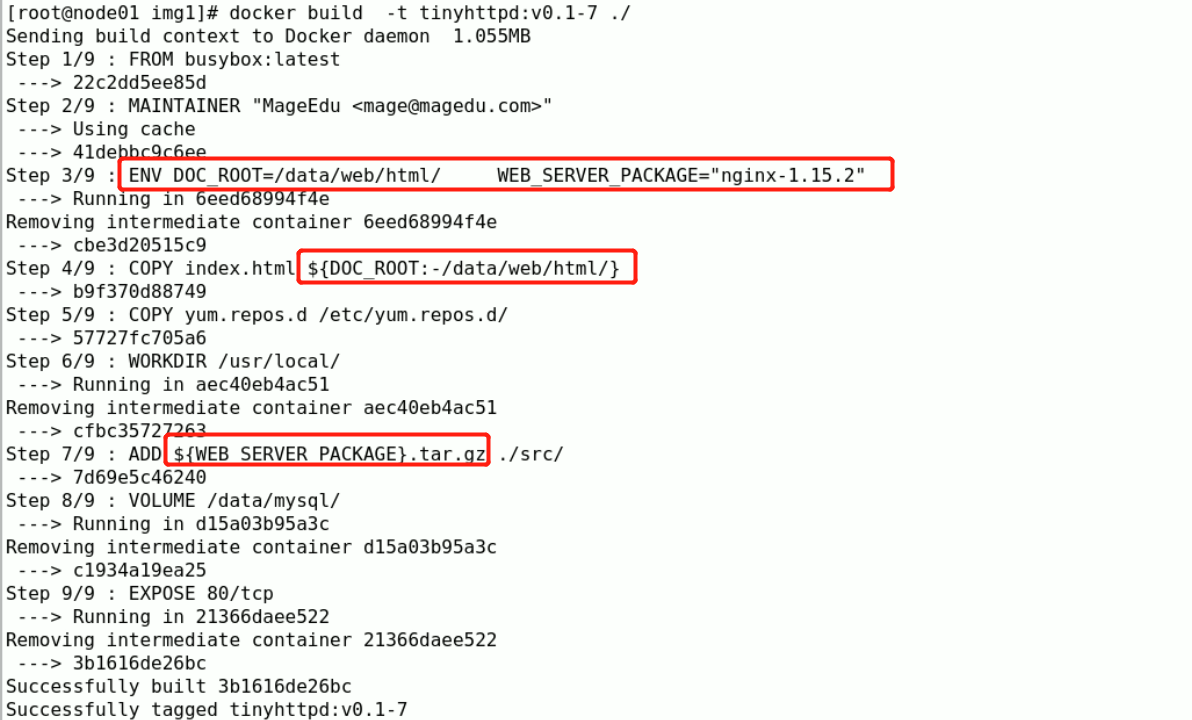 [root@node01 img1]# docker build  -t tinyhttpd:v0.1-7 ./
Sending build context to Docker daemon  1.055MB
Step 1/9 : FROM busybox:latest
 ---> 22c2dd5ee85d
Step 2/9 : MAINTAINER "MageEdu <mage@magedu.com>"
 ---> Using cache
 ---> 41debbc9c6ee
Step 3/9 : ENV DOC_ROOT=/data/web/html/     WEB_SERVER_PACKAGE="nginx-1.15.2"
 ---> Running in 6eed68994f4e
Removing intermediate container 6eed68994f4e
 ---> cbe3d20515c9
Step 4/9 : COPY index.html ${DOC_ROOT:-/data/web/html/}
 ---> b9f370d88749
Step 5/9 : COPY yum.repos.d /etc/yum.repos.d/
 ---> 57727fc705a6
Step 6/9 : WORKDIR /usr/local/
 ---> Running in aec40eb4ac51
Removing intermediate container aec40eb4ac51
 ---> cfbc35727263
Step 7/9 : ADD ${WEB_SERVER_PACKAGE}.tar.gz ./src/
 ---> 7d69e5c46240
Step 8/9 : VOLUME /data/mysql/
 ---> Running in d15a03b95a3c
Removing intermediate container d15a03b95a3c
 ---> c1934a19ea25
Step 9/9 : EXPOSE 80/tcp
 ---> Running in 21366daee522
Removing intermediate container 21366daee522
 ---> 3b1616de26bc
Successfully built 3b1616de26bc
Successfully tagged tinyhttpd:v0.1-7